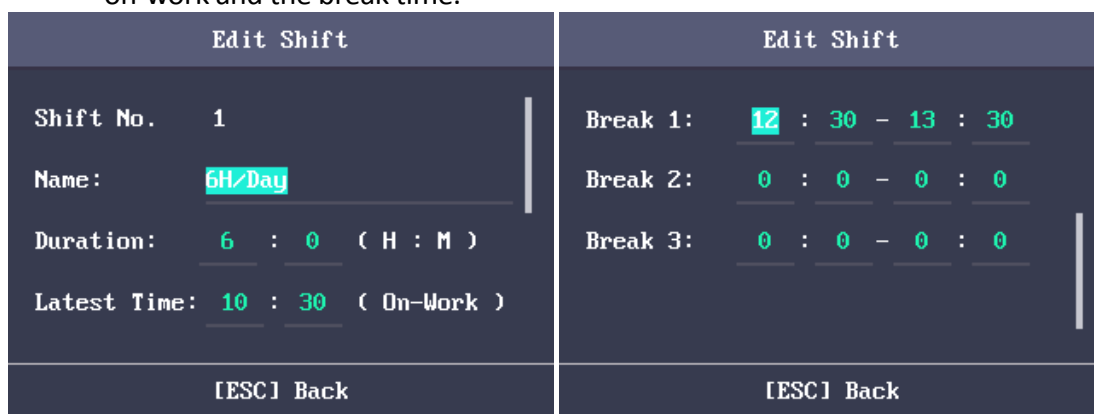 on-work and the break time.
Edit Shift
Shift No. 1
Name: 6H/Day
Duration: 6 : 0 ( H : M )
Latest Time: 10 : 30 ( On-Work )
[ESC] Back
Edit Shift
Break 1: 12 : 30 - 13 : 30
Break 2: 0 : 0 - 0 : 0
Break 3: 0 : 0 - 0 : 0
[ESC] Back